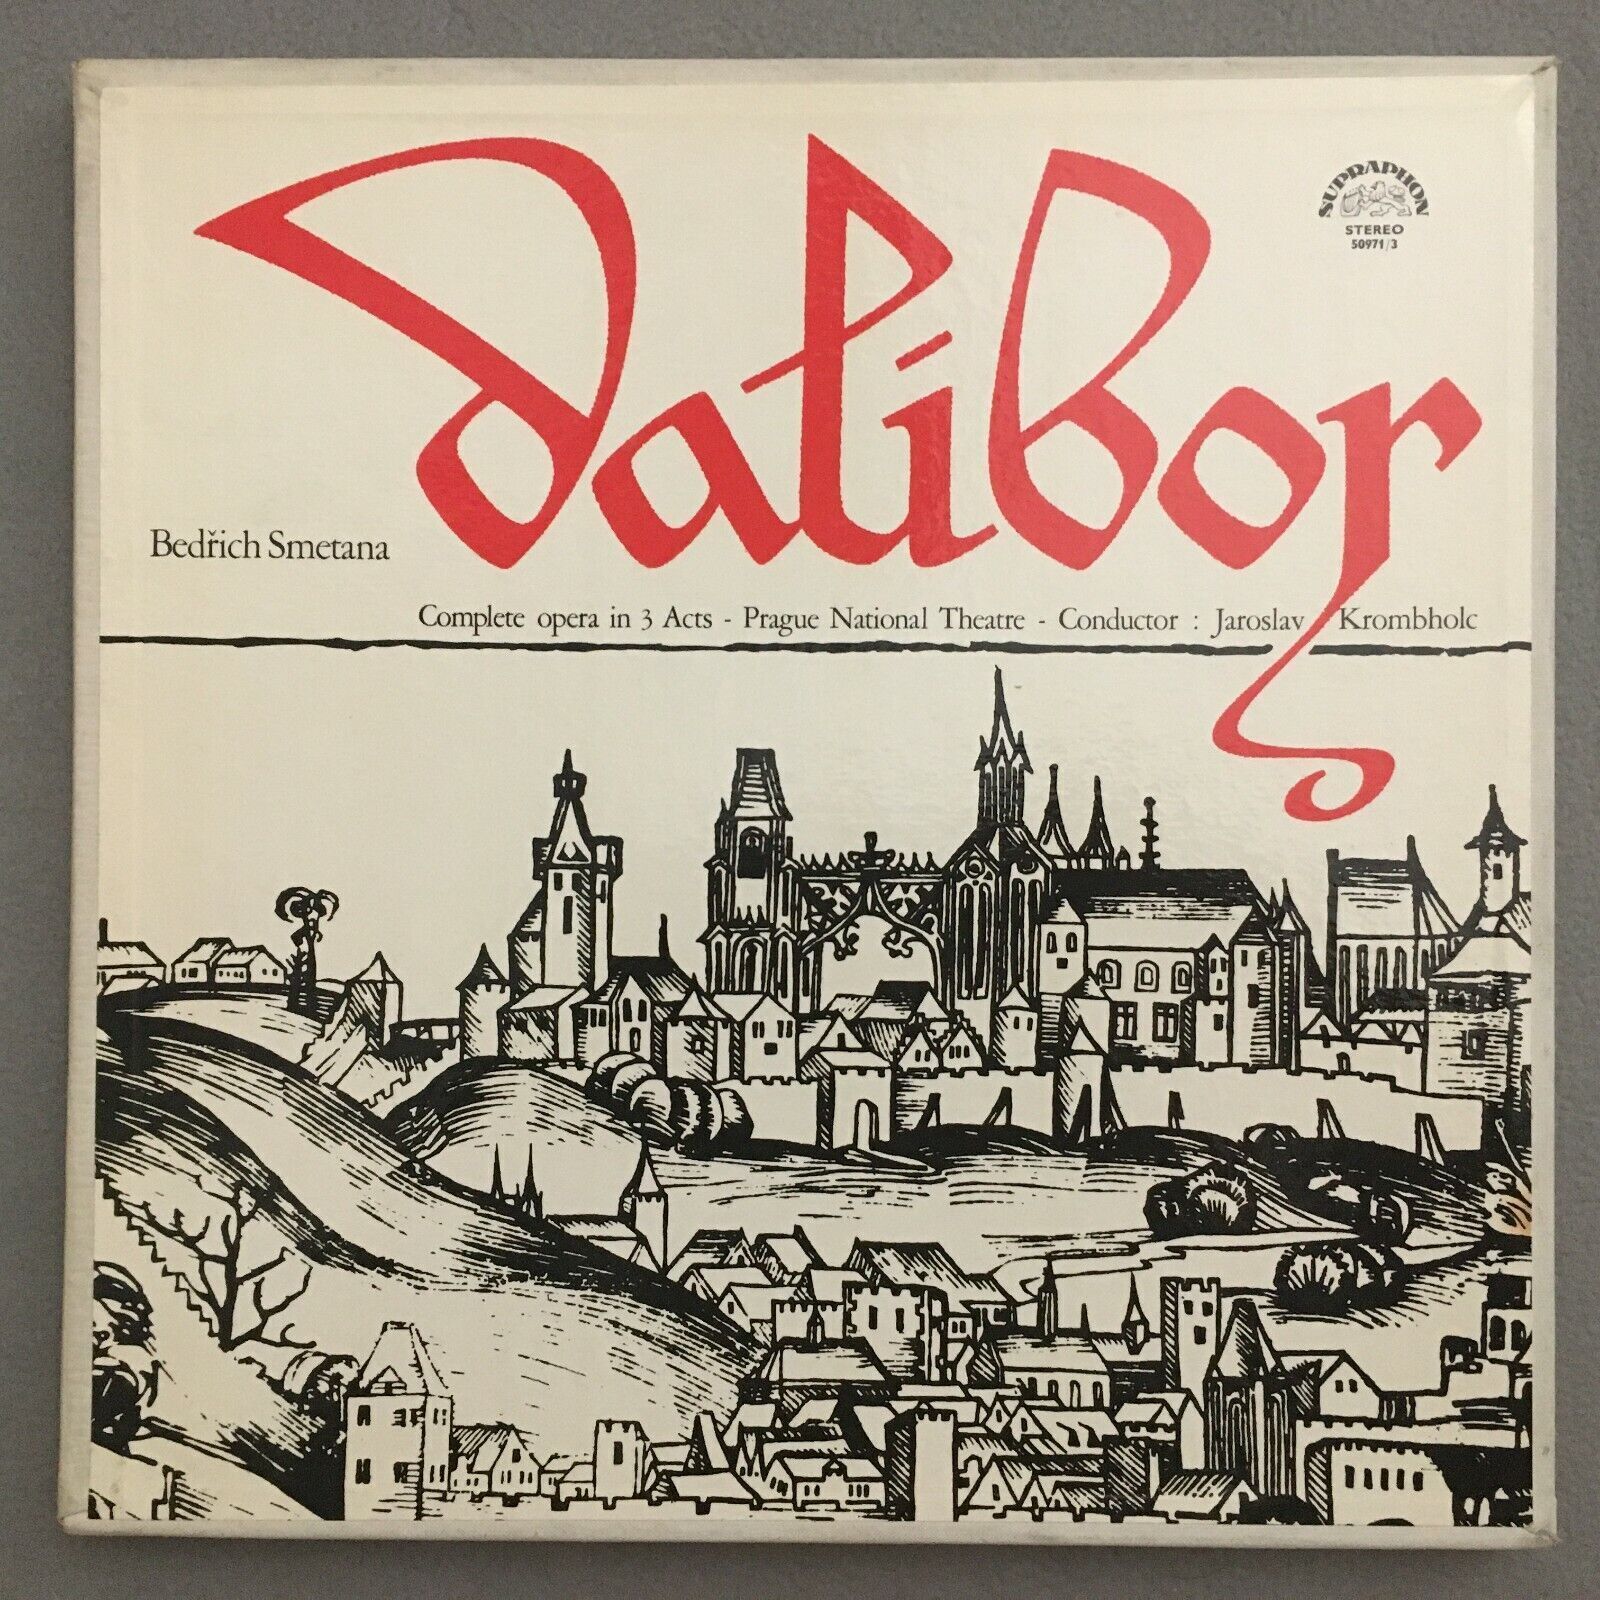 Dalibor
SUPRAPHON
STEREO
50971/3
Bedřich Smetana
Complete opera in 3 Acts - Prague National Theatre - Conductor : Jaroslav Krombholc